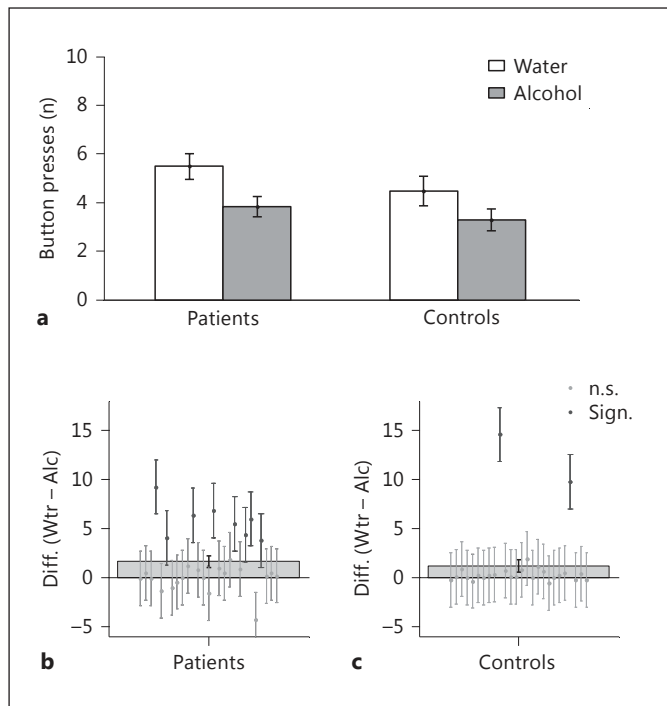 10
8
6
4
2
0
Button presses (n)
Water
Alcohol
Patients
Controls
a
15
10
5
0
–5
Diff. (Wtr – Alc)
Patients
b
n.s.
Sign.
15
10
5
0
–5
Diff. (Wtr – Alc)
Controls
c